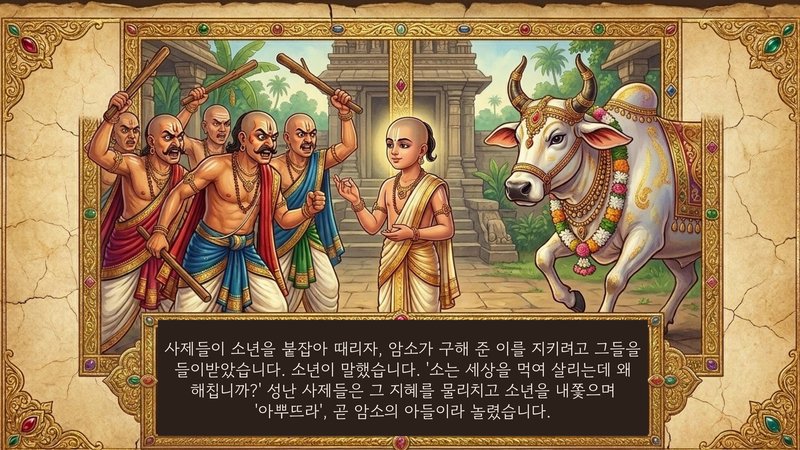 사제들이 소년을 붙잡아 때리자, 암소가 구해 준 이를 지키려고 그들을
들이받았습니다. 소년이 말했습니다. '소는 세상을 먹여 살리는데 왜
해칩니까?' 성난 사제들은 그 지혜를 물리치고 소년을 내쫓으며
'아뿌뜨라', 곧 암소의 아들이라 놀렸습니다.